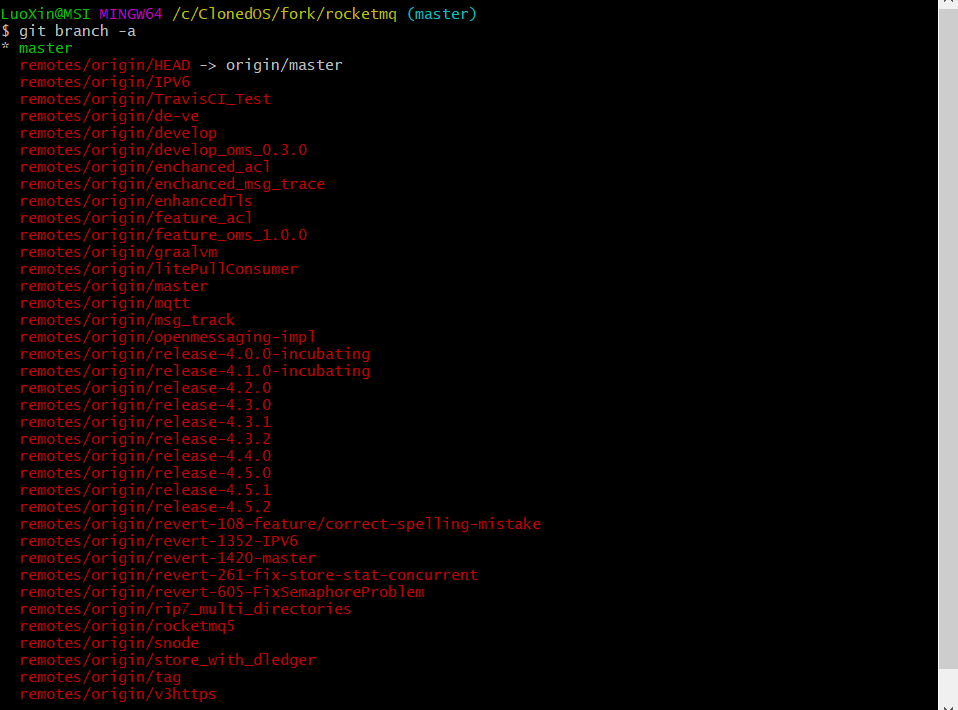 LuoXin@MSI MINGW64 /c/ClonedOS/fork/rocketmq (master)
$ git branch -a
* master
  remotes/origin/HEAD -> origin/master
  remotes/origin/IPV6
  remotes/origin/TravisCI_Test
  remotes/origin/de-ve
  remotes/origin/develop
  remotes/origin/develop_oms_0.3.0
  remotes/origin/enchanced_acl
  remotes/origin/enchanced_msg_trace
  remotes/origin/enhancedTls
  remotes/origin/feature_acl
  remotes/origin/feature_oms_1.0.0
  remotes/origin/graalvm
  remotes/origin/litePullConsumer
  remotes/origin/master
  remotes/origin/mqtt
  remotes/origin/msg_track
  remotes/origin/openmessaging-impl
  remotes/origin/release-4.0.0-incubating
  remotes/origin/release-4.1.0-incubating
  remotes/origin/release-4.2.0
  remotes/origin/release-4.3.0
  remotes/origin/release-4.3.1
  remotes/origin/release-4.3.2
  remotes/origin/release-4.4.0
  remotes/origin/release-4.5.0
  remotes/origin/release-4.5.1
  remotes/origin/release-4.5.2
  remotes/origin/revert-108-feature/correct-spelling-mistake
  remotes/origin/revert-1352-IPV6
  remotes/origin/revert-1420-master
  remotes/origin/revert-261-fix-store-stat-concurrent
  remotes/origin/revert-605-FixSemaphoreProblem
  remotes/origin/rip7_multi_directories
  remotes/origin/rocketmq5
  remotes/origin/snode
  remotes/origin/store_with_dledger
  remotes/origin/tag
  remotes/origin/v3https